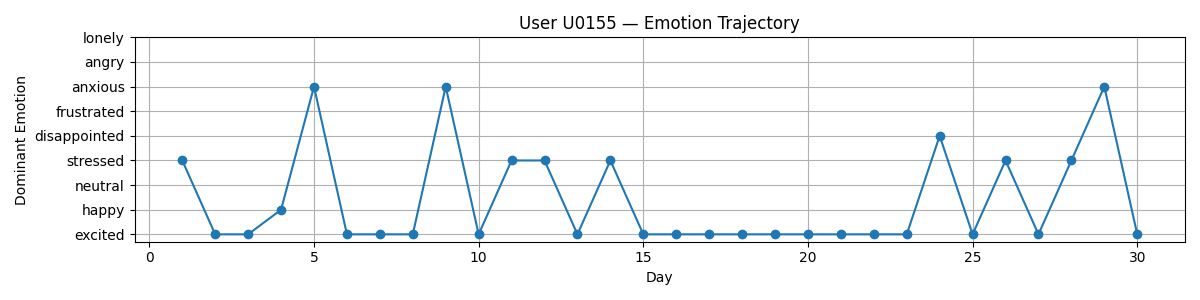 User U0155 — Emotion Trajectory
Dominant Emotion
lonely
angry
anxious
frustrated
disappointed
stressed
neutral
happy
excited
0 5 10 15 20 25 30
Day